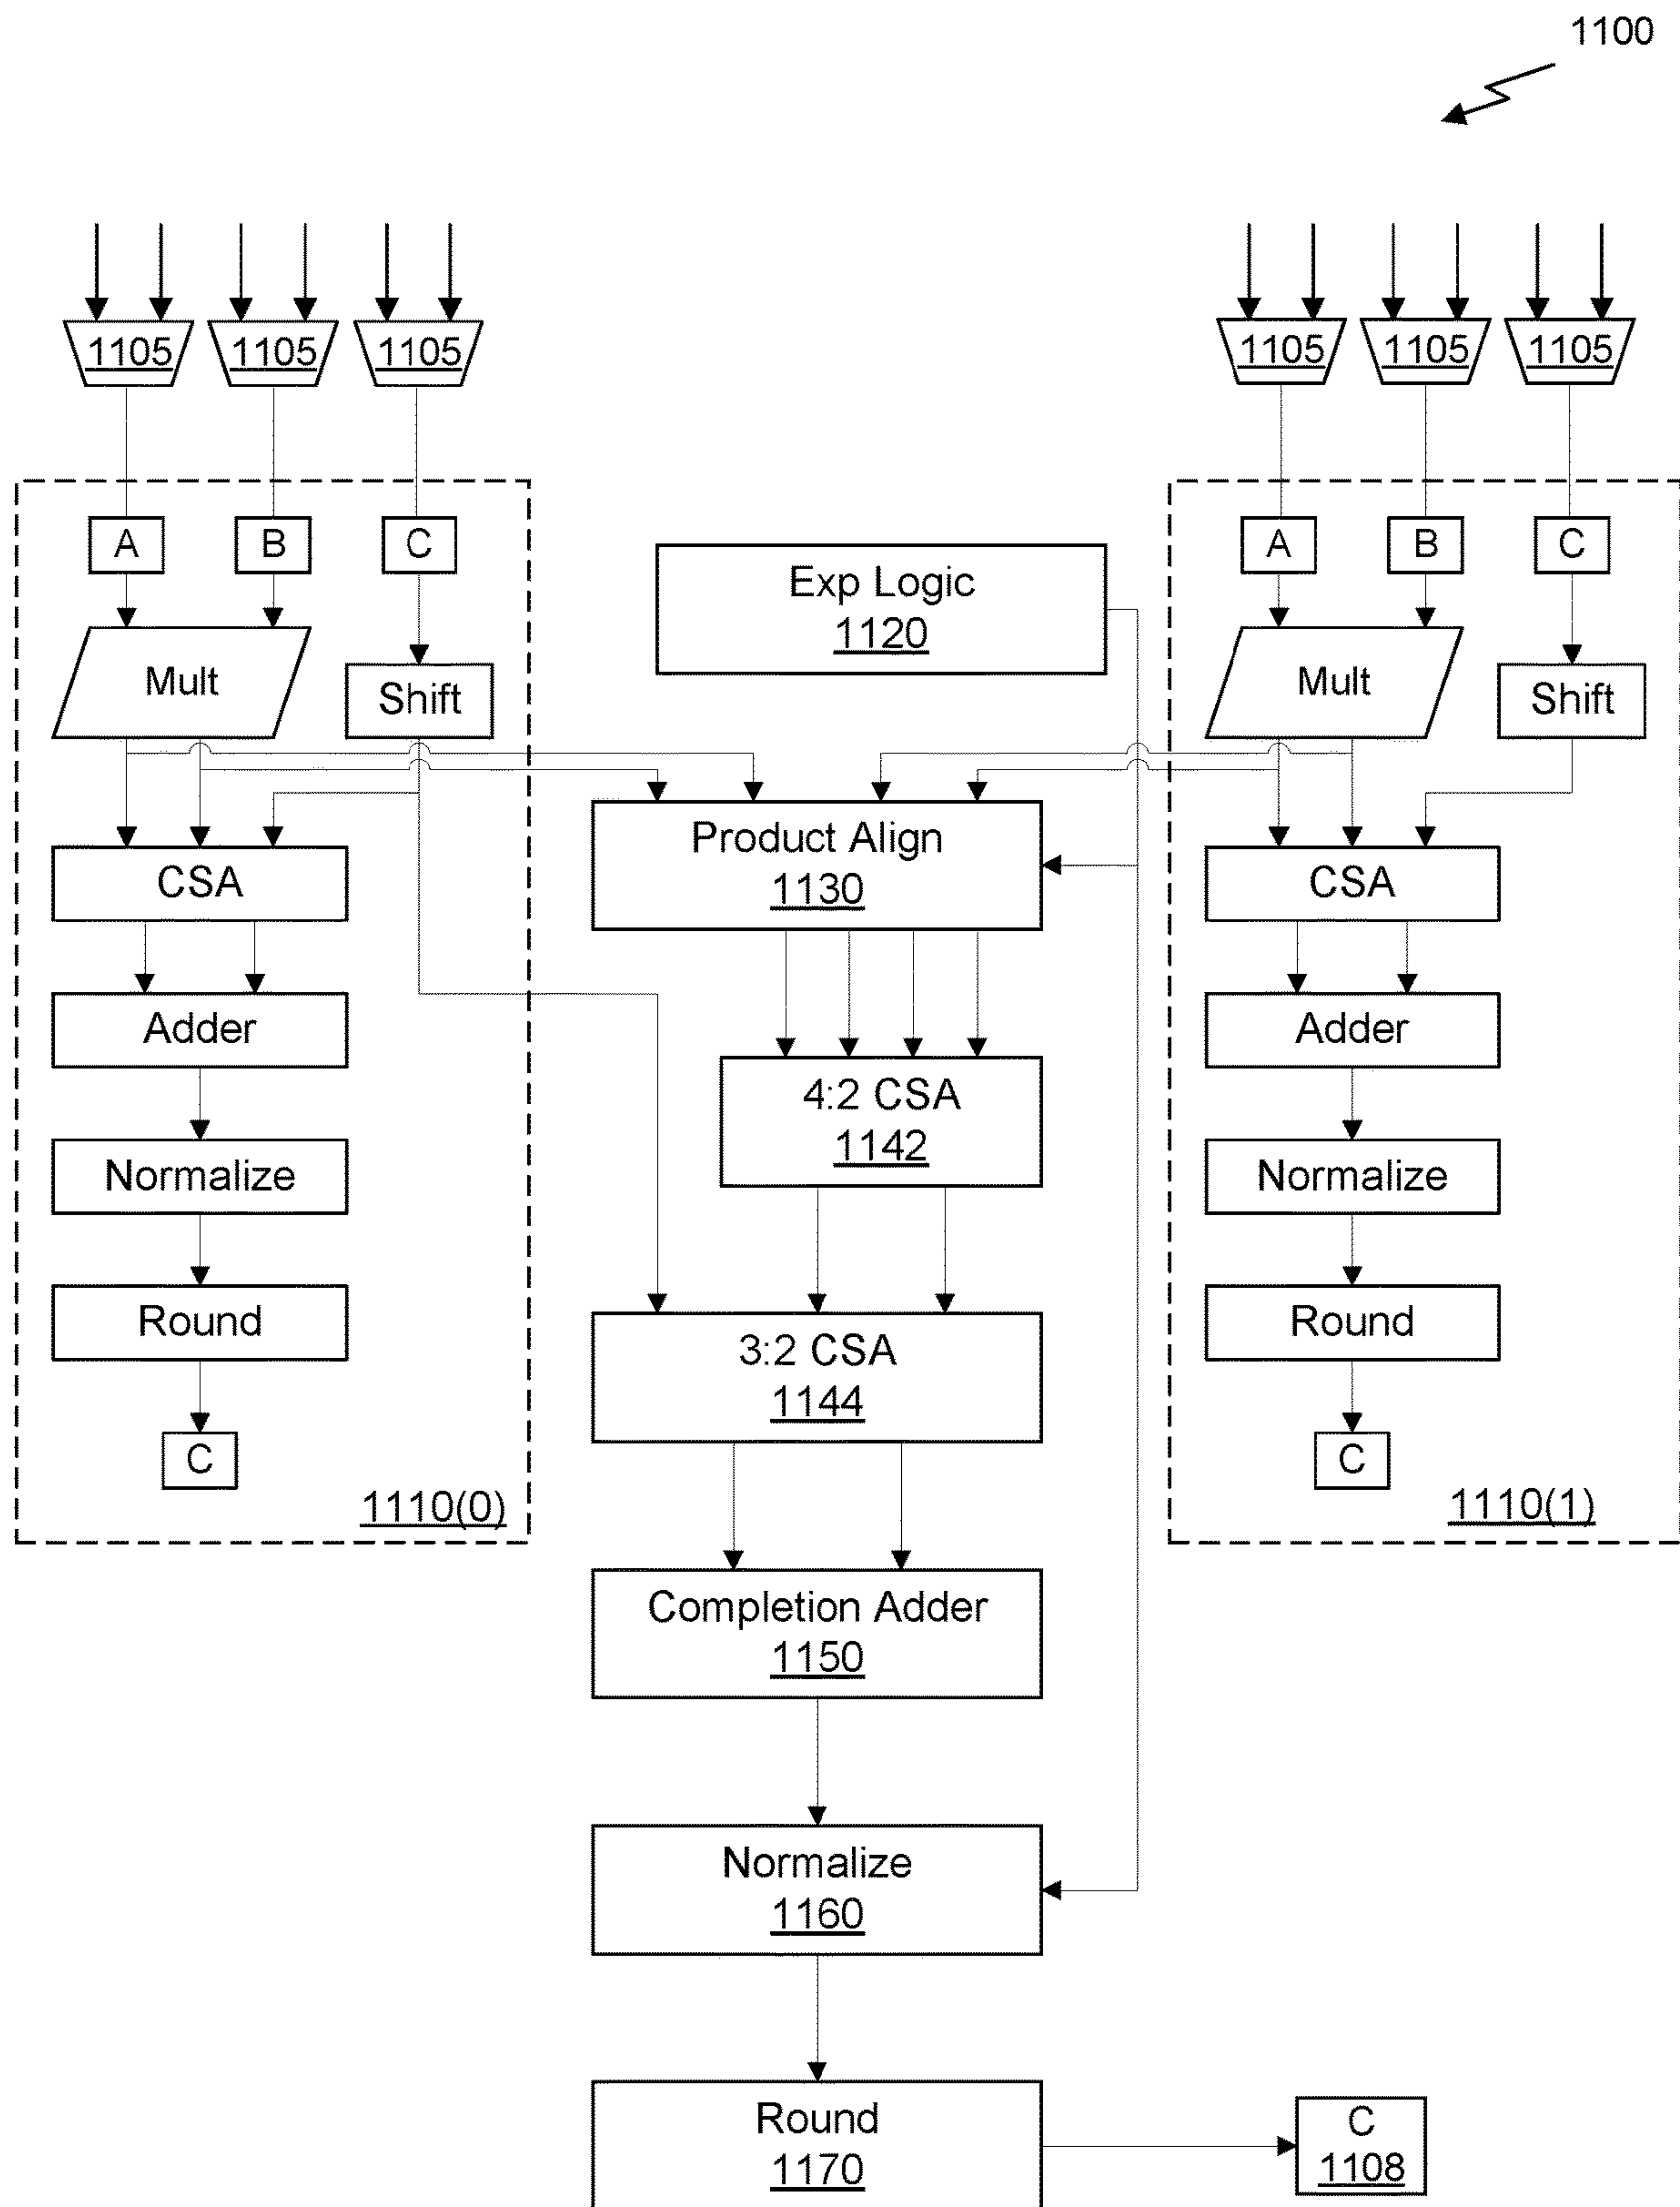 1100
1105 1105 1105 1105 1105 1105
A B C A B C
Exp Logic
1120
Mult Shift Mult Shift
Product Align
1130
CSA CSA
Adder Adder
4:2 CSA
1142
Normalize Normalize
Round Round
3:2 CSA
1144
C C
1110(0) 1110(1)
Completion Adder
1150
Normalize
1160
Round
1170
C
1108